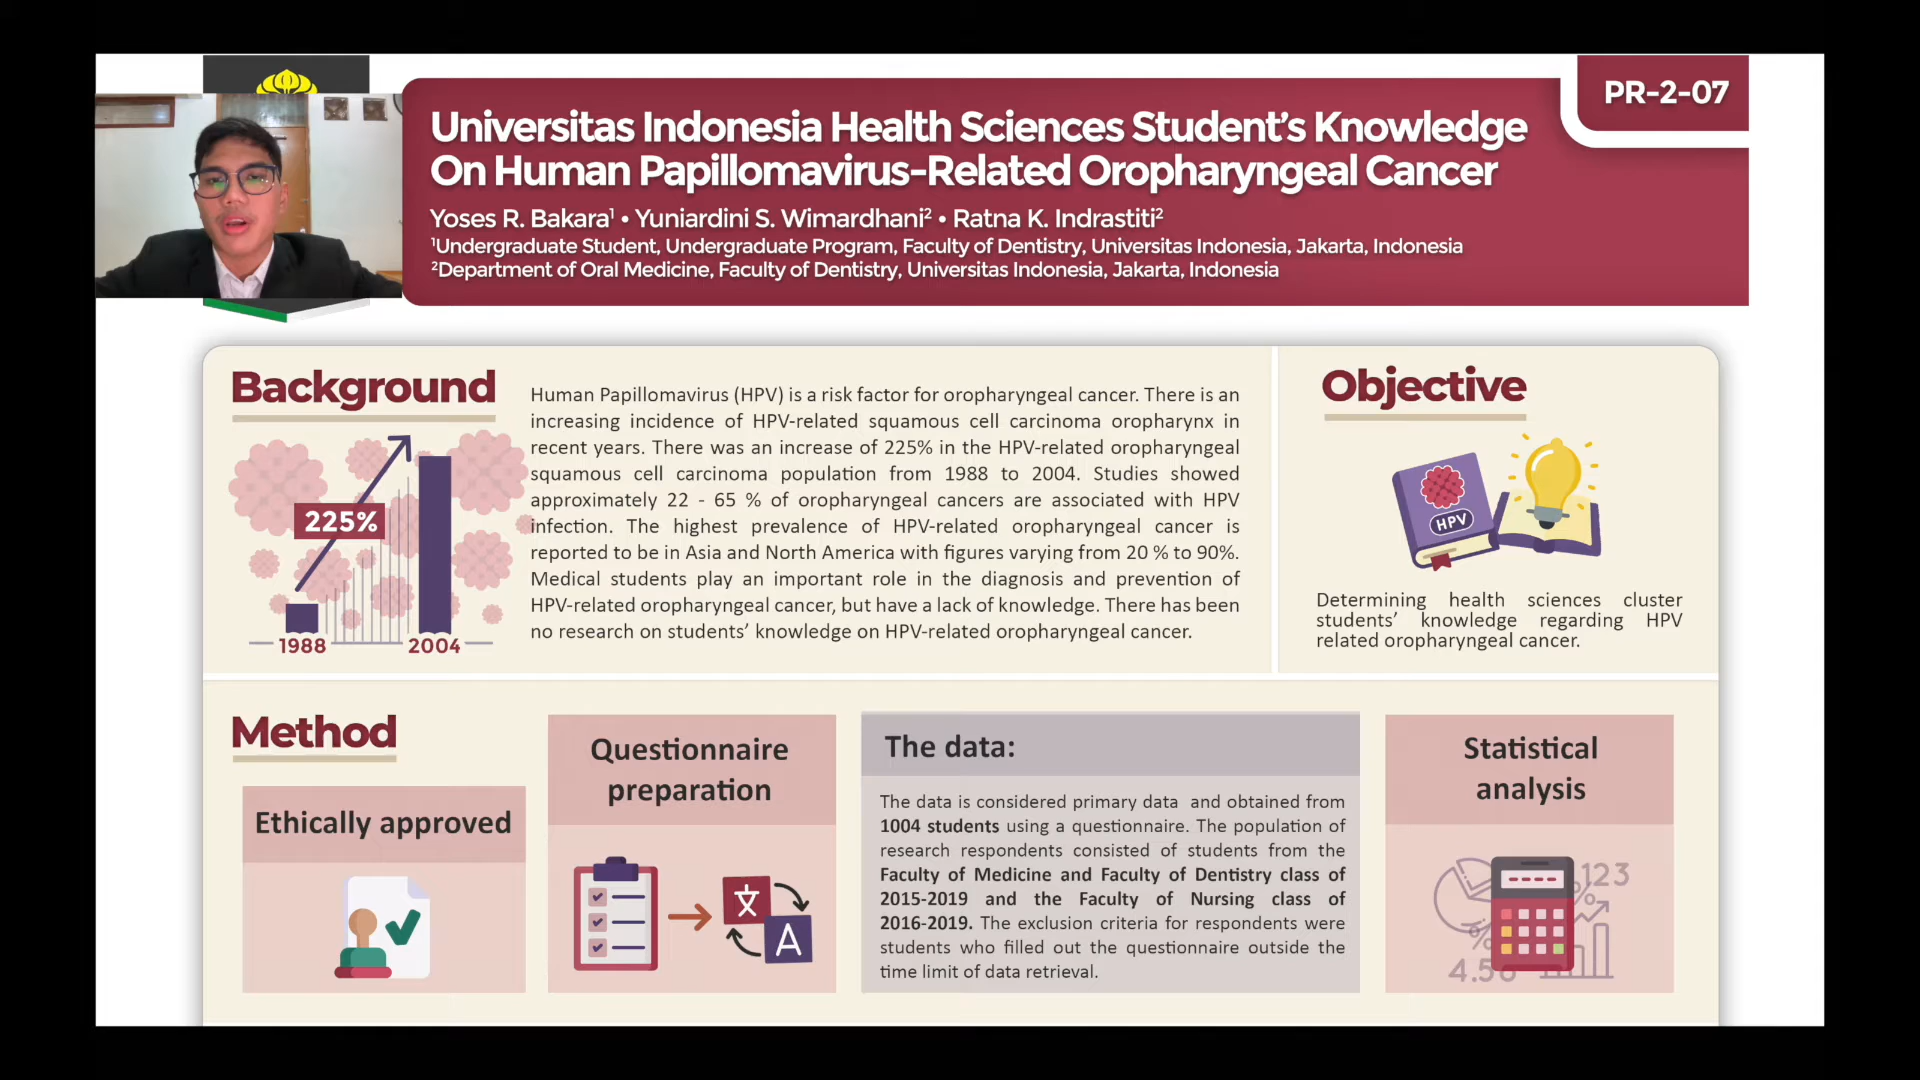 PR-2-07
Universitas Indonesia Health Sciences Student's Knowledge
On Human Papillomavirus-Related Oropharyngeal Cancer
Yoses R. Bakara¹ • Yuniardini S. Wimardhani² • Ratna K. Indrastiti²
¹Undergraduate Student, Undergraduate Program, Faculty of Dentistry, Universitas Indonesia, Jakarta, Indonesia
²Department of Oral Medicine, Faculty of Dentistry, Universitas Indonesia, Jakarta, Indonesia
Background
225%
1988
2004
Human Papillomavirus (HPV) is a risk factor for oropharyngeal cancer. There is an
increasing incidence of HPV-related squamous cell carcinoma oropharynx in
recent years. There was an increase of 225% in the HPV-related oropharyngeal
squamous cell carcinoma population from 1988 to 2004. Studies showed
approximately 22 - 65 % of oropharyngeal cancers are associated with HPV
infection. The highest prevalence of HPV-related oropharyngeal cancer is
reported to be in Asia and North America with figures varying from 20 % to 90%.
Medical students play an important role in the diagnosis and prevention of
HPV-related oropharyngeal cancer, but have a lack of knowledge. There has been
no research on students' knowledge on HPV-related oropharyngeal cancer.
Objective
HPV
Determining health sciences cluster
students' knowledge regarding HPV
related oropharyngeal cancer.
Method
Ethically approved
Questionnaire
preparation
文
A
The data:
The data is considered primary data and obtained from
1004 students using a questionnaire. The population of
research respondents consisted of students from the
Faculty of Medicine and Faculty of Dentistry class of
2015-2019 and the Faculty of Nursing class of
2016-2019. The exclusion criteria for respondents were
students who filled out the questionnaire outside the
time limit of data retrieval.
Statistical
analysis
123
%
%
4.56